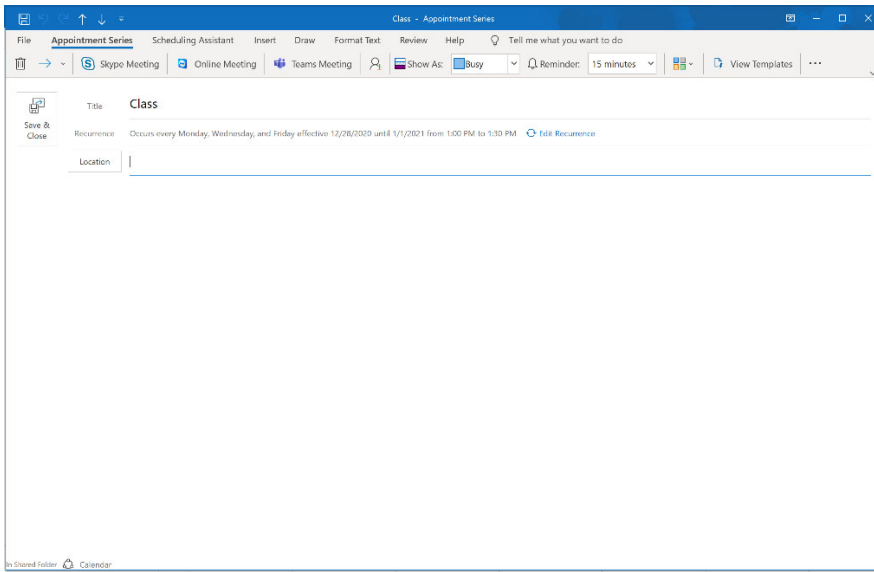 Class - Appointment Series
File Appointment Series Scheduling Assistant Insert Draw Format Text Review Help Tell me what you want to do
Skype Meeting Online Meeting Teams Meeting Show As: Busy Reminder: 15 minutes View Templates ...
Save & Close
Title Class
Recurrence Occurs every Monday, Wednesday, and Friday effective 12/28/2020 until 1/1/2021 from 1:00 PM to 1:30 PM Edit Recurrence
Location
In Shared Folder Calendar